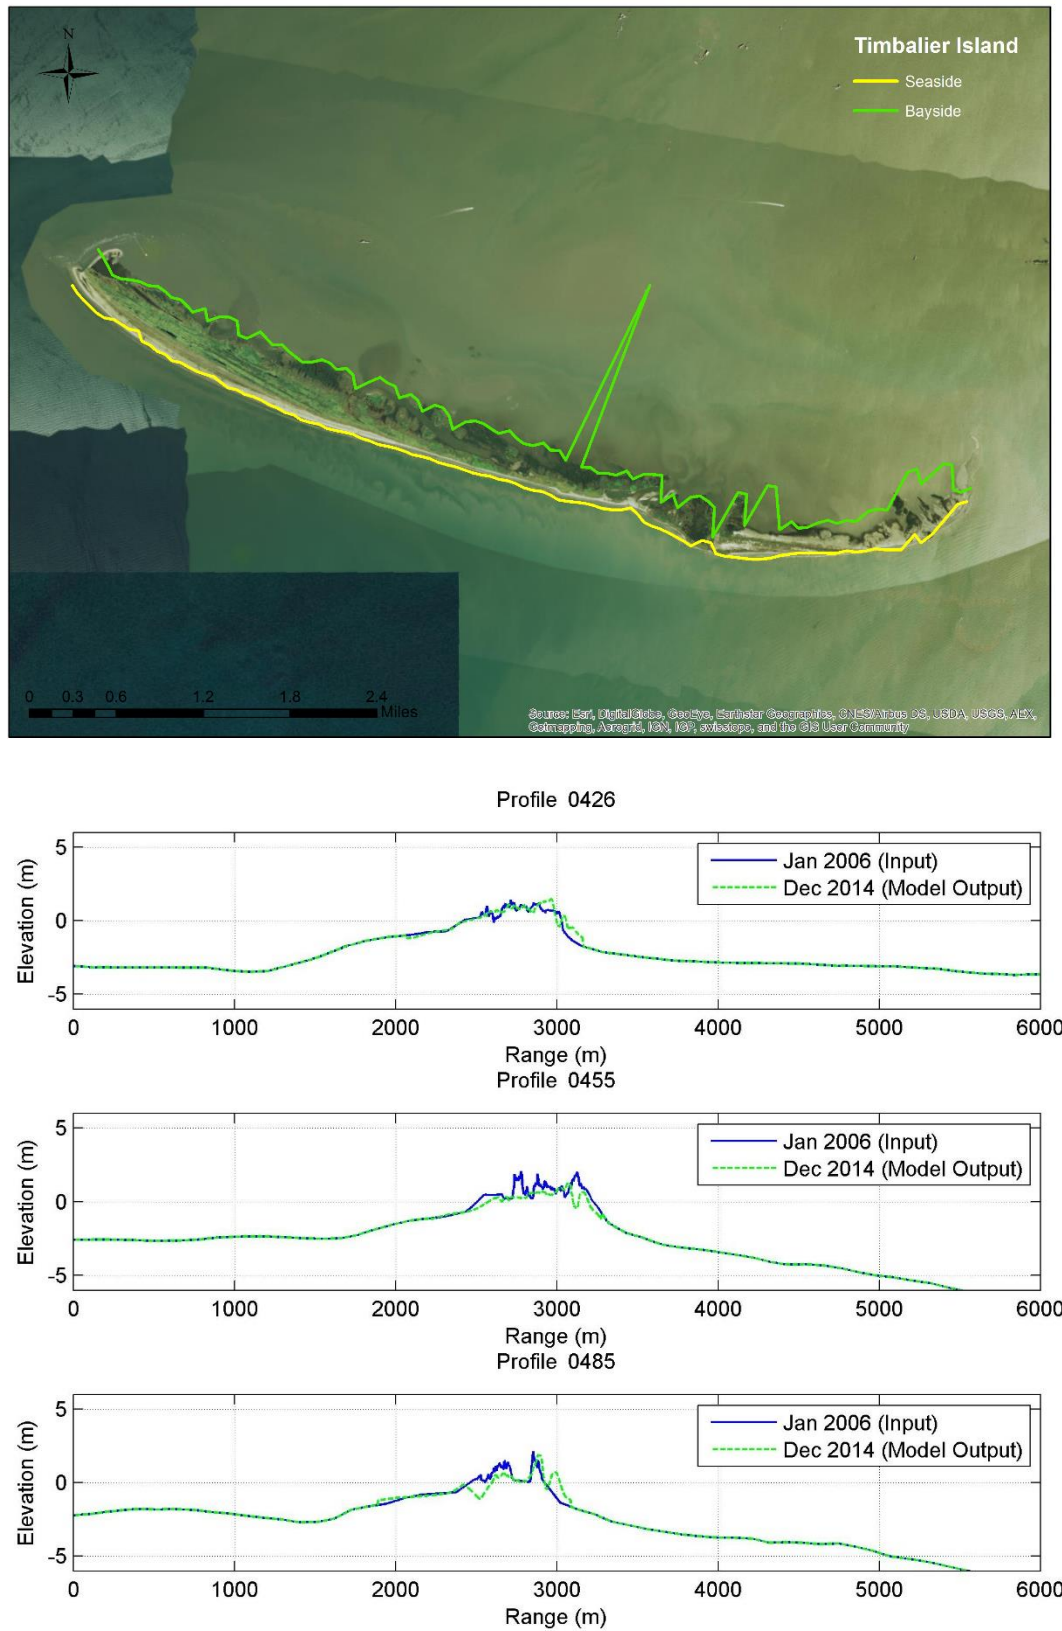 N
Timbalier Island
Seaside
Bayside
0 0.3 0.6 1.2 1.8 2.4
Miles
Source: Esri, DigitalGlobe, GeoEye, Earthstar Geographics, CNES/Airbus DS, USDA, USGS, AEX,
Getmapping, Aerogrid, IGN, IGP, swisstopo, and the GIS User Community
Profile 0426
Elevation (m)
5
0
-5
Jan 2006 (Input)
Dec 2014 (Model Output)
0 1000 2000 3000 4000 5000 6000
Range (m)
Profile 0455
Elevation (m)
5
0
-5
Jan 2006 (Input)
Dec 2014 (Model Output)
0 1000 2000 3000 4000 5000 6000
Range (m)
Profile 0485
Elevation (m)
5
0
-5
Jan 2006 (Input)
Dec 2014 (Model Output)
0 1000 2000 3000 4000 5000 6000
Range (m)